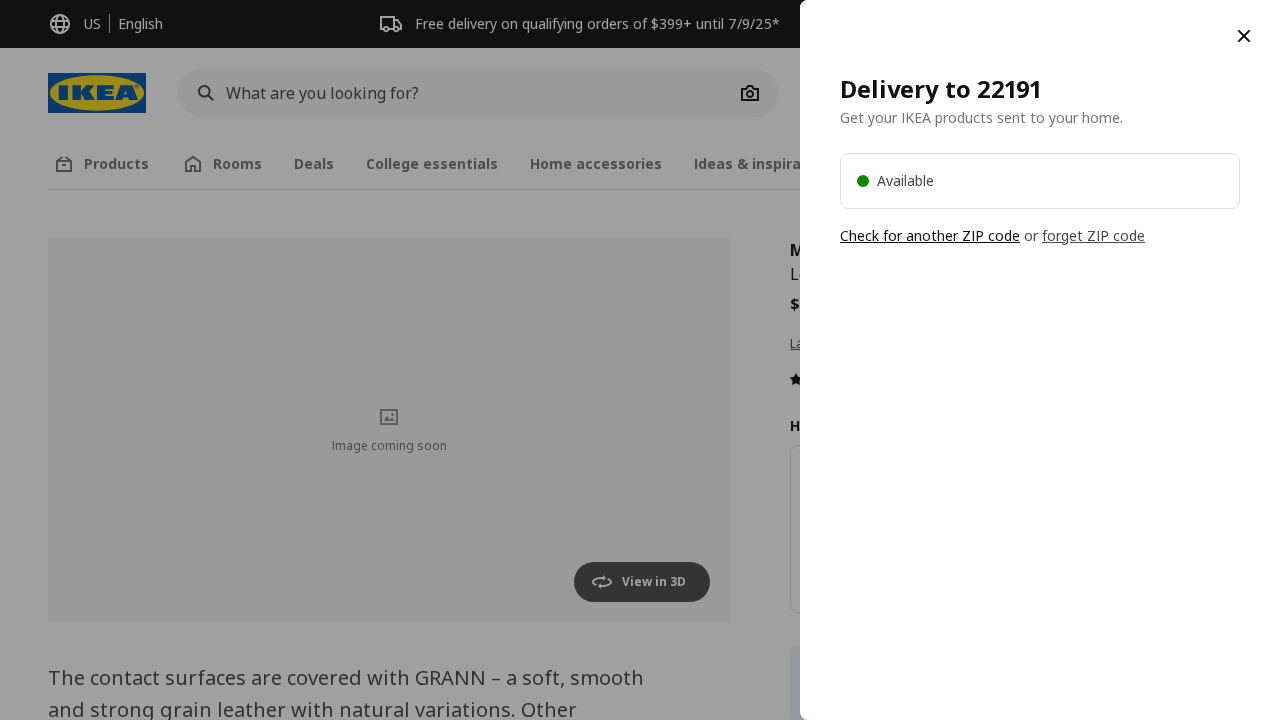 US
English
Free delivery on qualifying orders of $399+ until 7/9/25*
IKEA
What are you looking for?
Products
Rooms
Deals
College essentials
Home accessories
Ideas & inspira
M
L
$
La
H
Image coming soon
View in 3D
The contact surfaces are covered with GRANN – a soft, smooth
and strong grain leather with natural variations. Other
Delivery to 22191
Get your IKEA products sent to your home.
Available
Check for another ZIP code or forget ZIP code